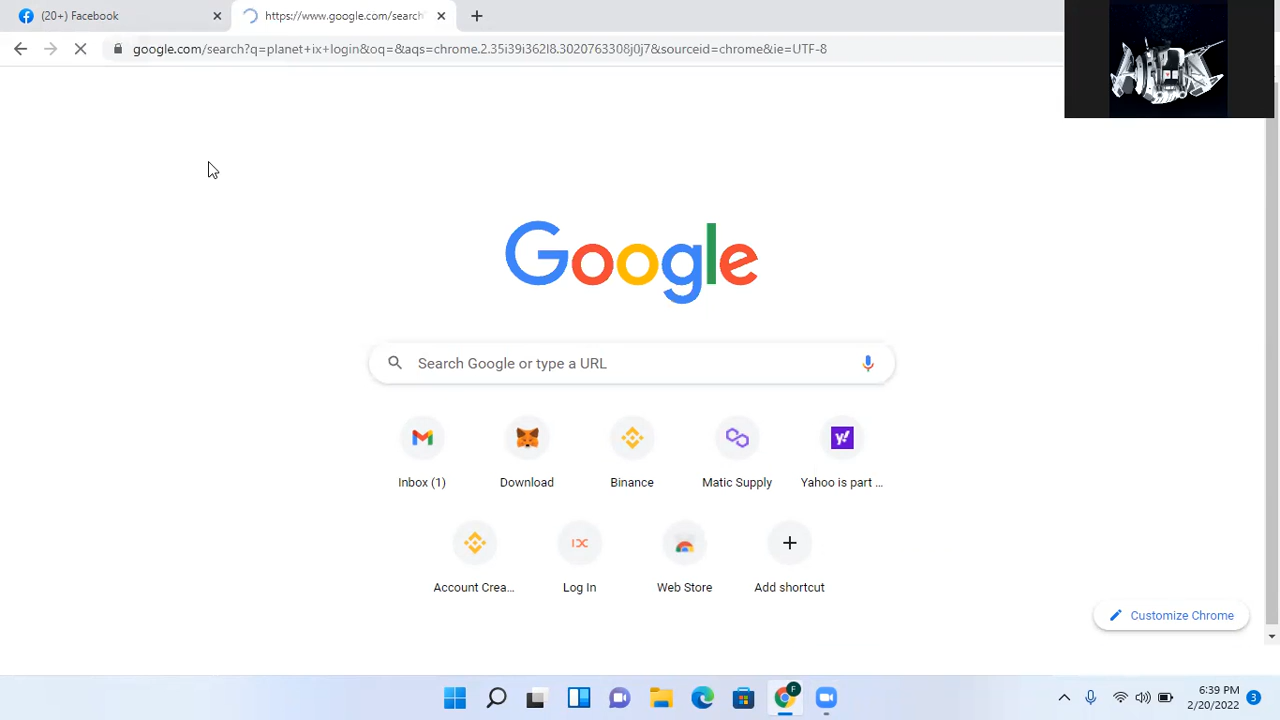 (20+) Facebook
https://www.google.com/search?
google.com/search?q=planet+ix+login&oq=&aqs=chrome.2.35i39i362l8.3020763308j0j7&sourceid=chrome&ie=UTF-8
Google
Search Google or type a URL
Inbox (1)
Download
Binance
Matic Supply
Yahoo is part ...
Account Crea...
Log In
Web Store
Add shortcut
Customize Chrome
F
6:39 PM
2/20/2022
3